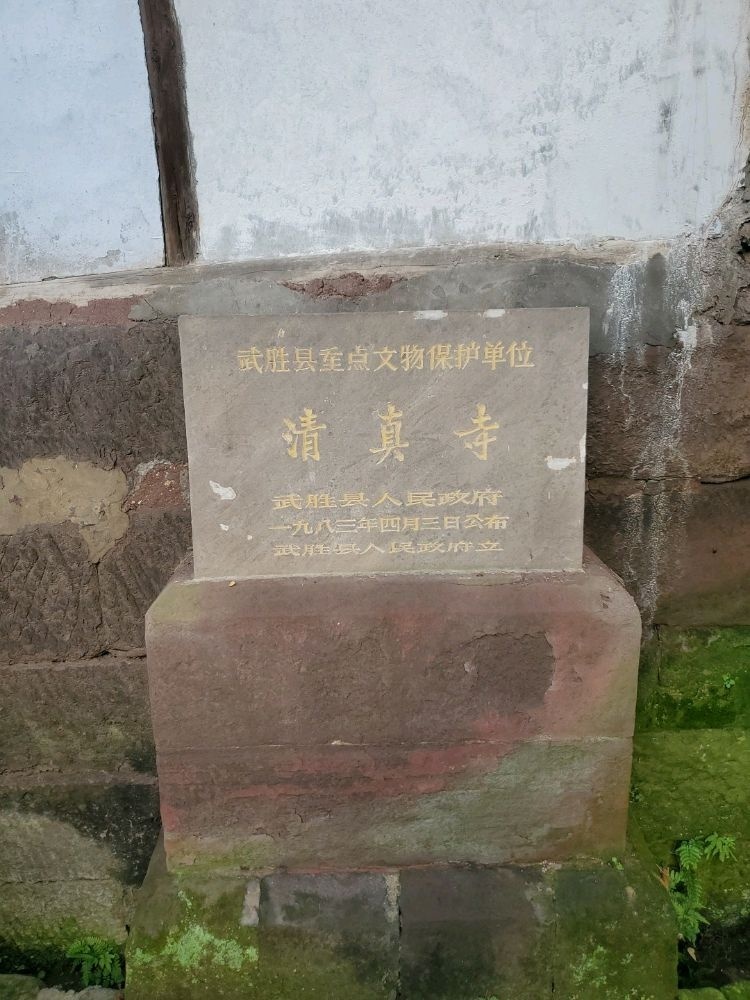 武胜县重点文物保护单位
清真寺
武胜县人民政府
一九八三年四月三日公布
武胜县人民政府立